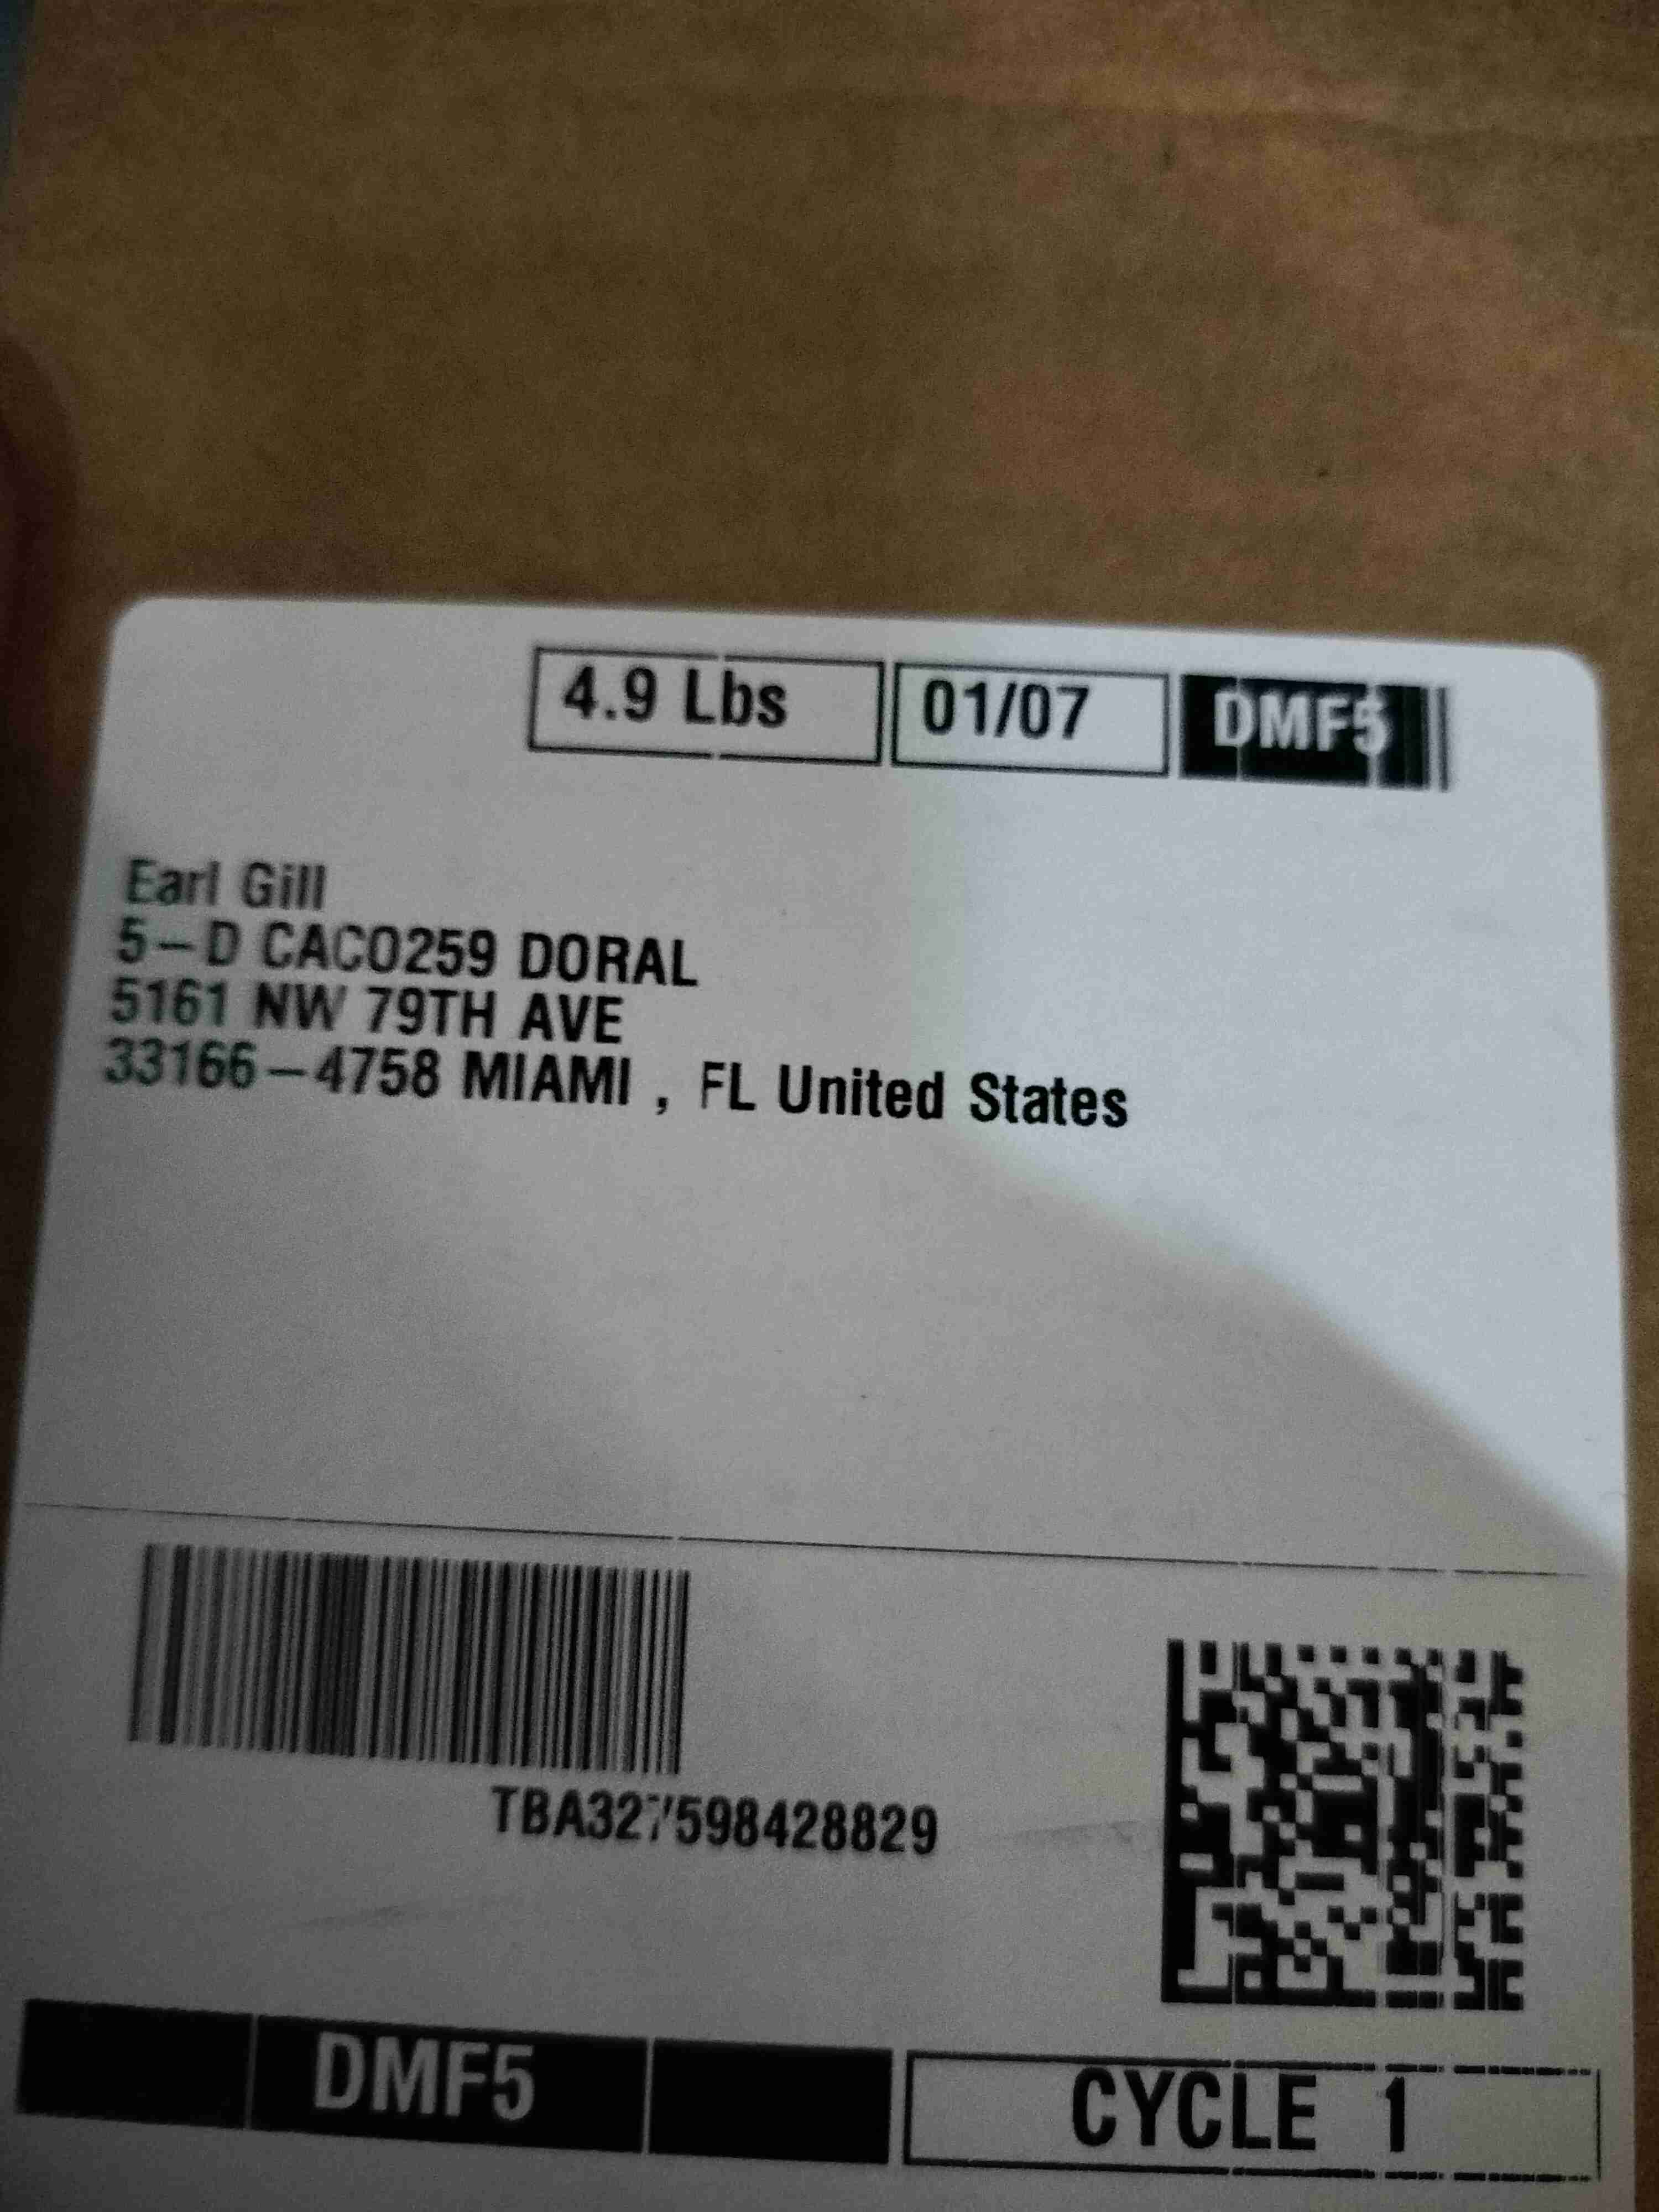 4.9 Lbs 01/07 DMF5
Earl Gill
5-D CACO259 DORAL
5161 NW 79TH AVE
33166-4758 MIAMI , FL United States
TBA327598428829
DMF5 CYCLE 1